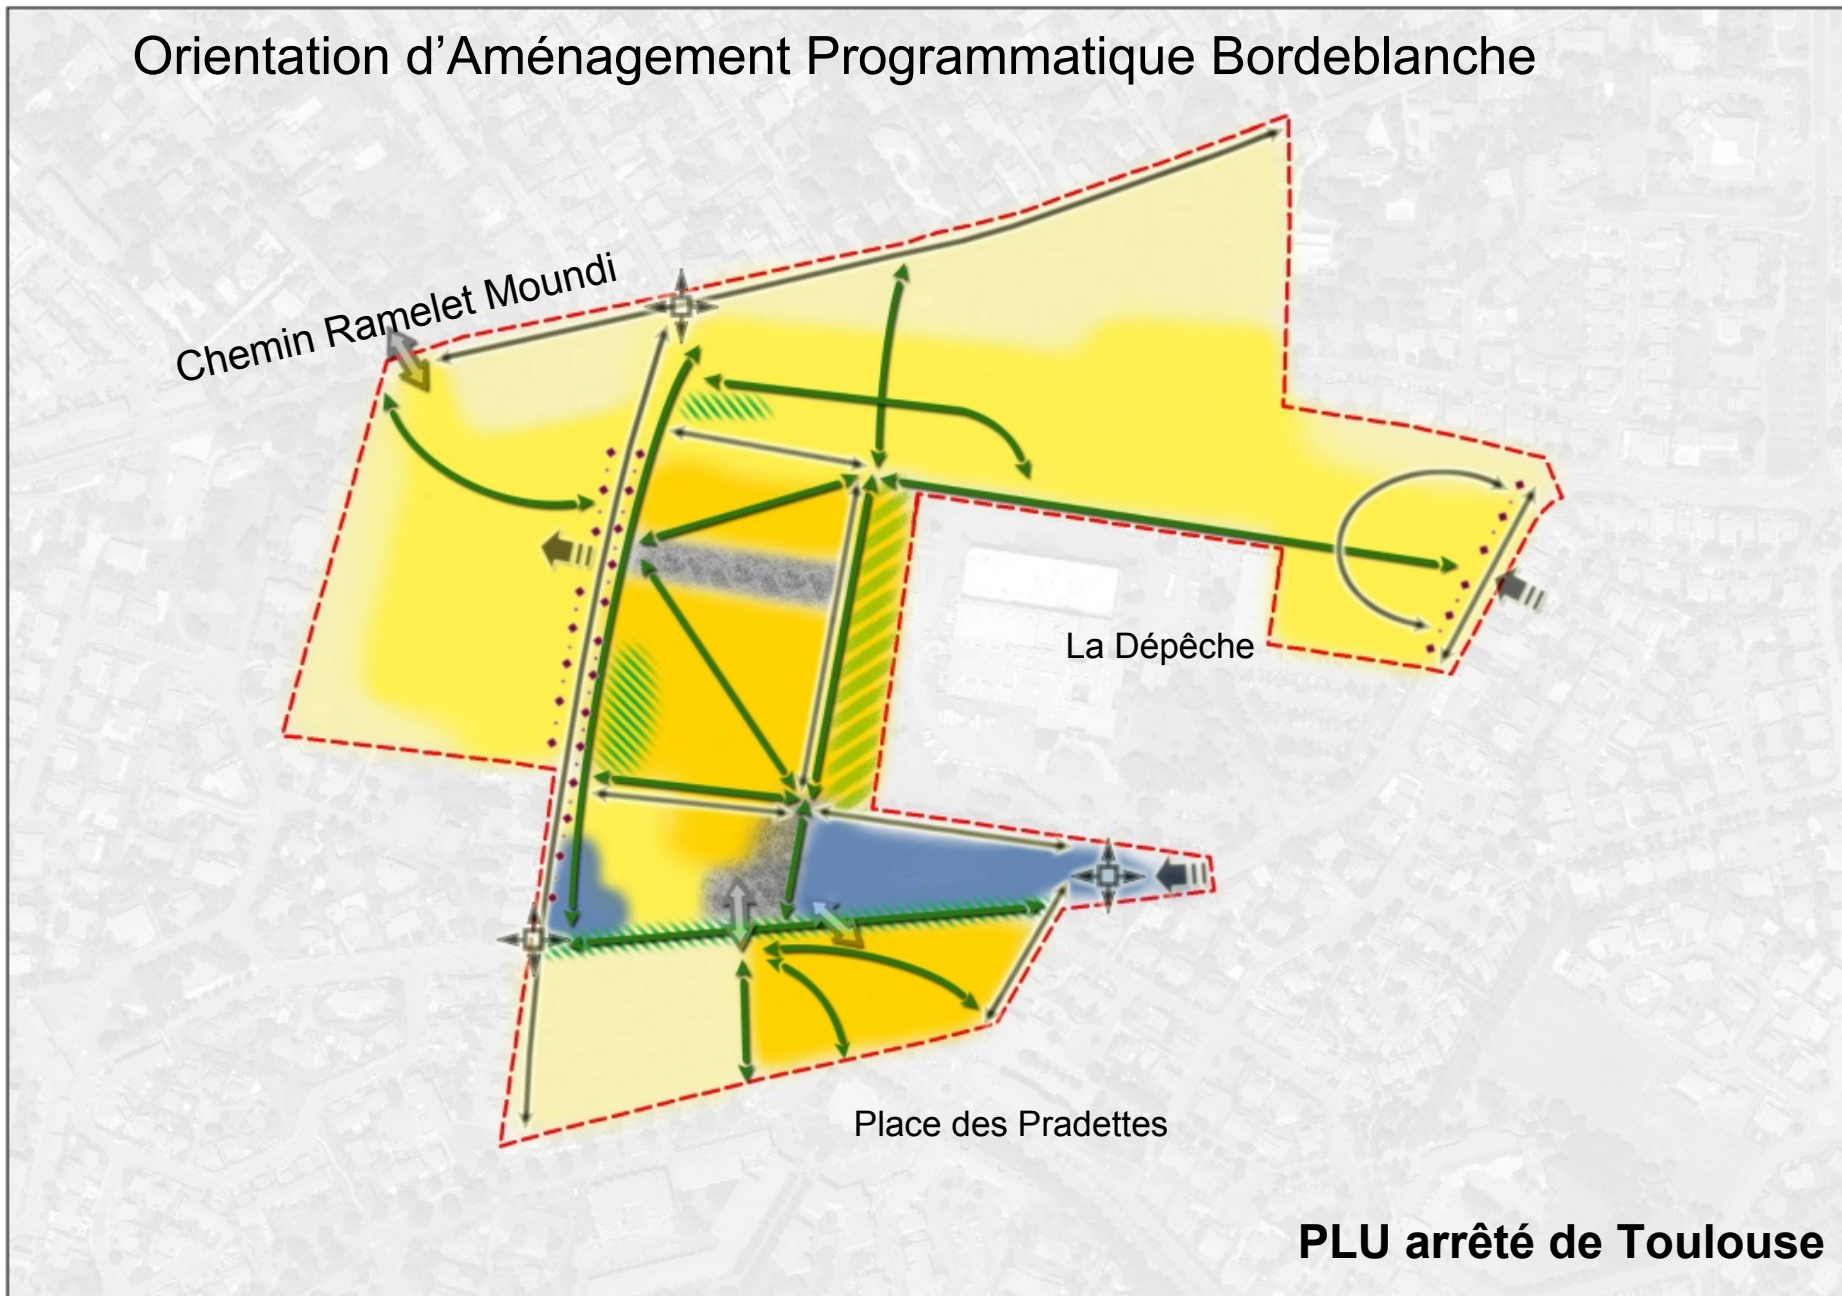 Orientation d’Aménagement Programmatique Bordeblanche
Chemin Ramelet Moundi
La Dépêche
Place des Pradettes
PLU arrêté de Toulouse